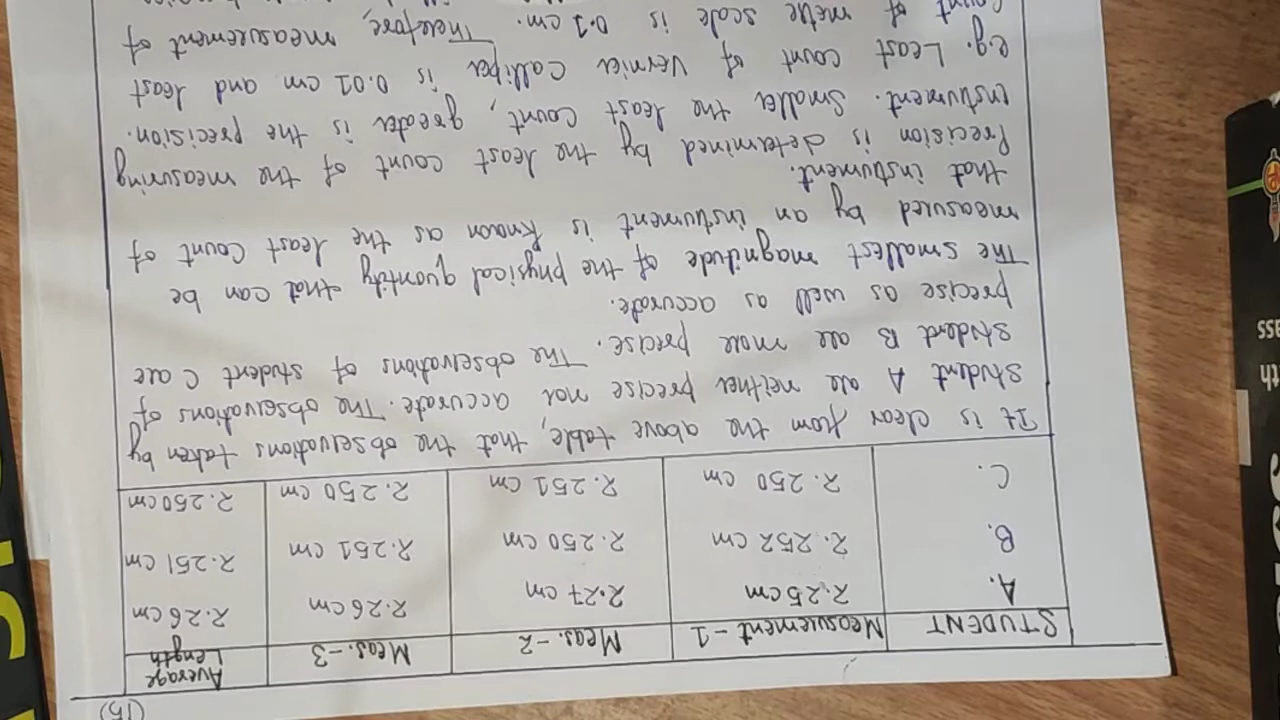 (15)
STUDENT Measurement-1 Meas.-2 Meas.-3 Average Length
A. 2.25cm 2.27 cm 2.26 cm 2.26 cm
B. 2.252 cm 2.250 cm 2.251 cm 2.251 cm
C. 2.250 cm 2.251 cm 2.250 cm 2.250cm
It is clear from the above table, that the observations taken by
student A are neither precise nor accurate. The observations of
student B are more precise. The observations of student C are
precise as well as accurate.
The smallest magnitude of the physical quantity that can be
measured by an instrument is known as the least count of
that instrument.
Precision is determined by the least count of the measuring
instrument. Smaller the least count, greater is the precision.
e.g. Least count of Vernier Calliper is 0.01 cm and least
count of metre scale is 0.1 cm. Therefore, measurement of